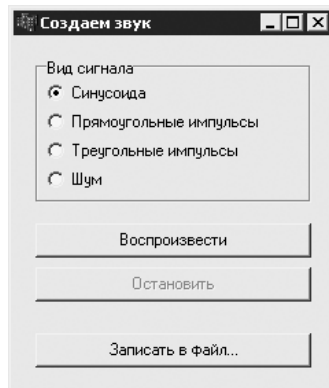 Создаем звук
Вид сигнала
Синусоида
Прямоугольные импульсы
Треугольные импульсы
Шум
Воспроизвести
Остановить
Записать в файл...